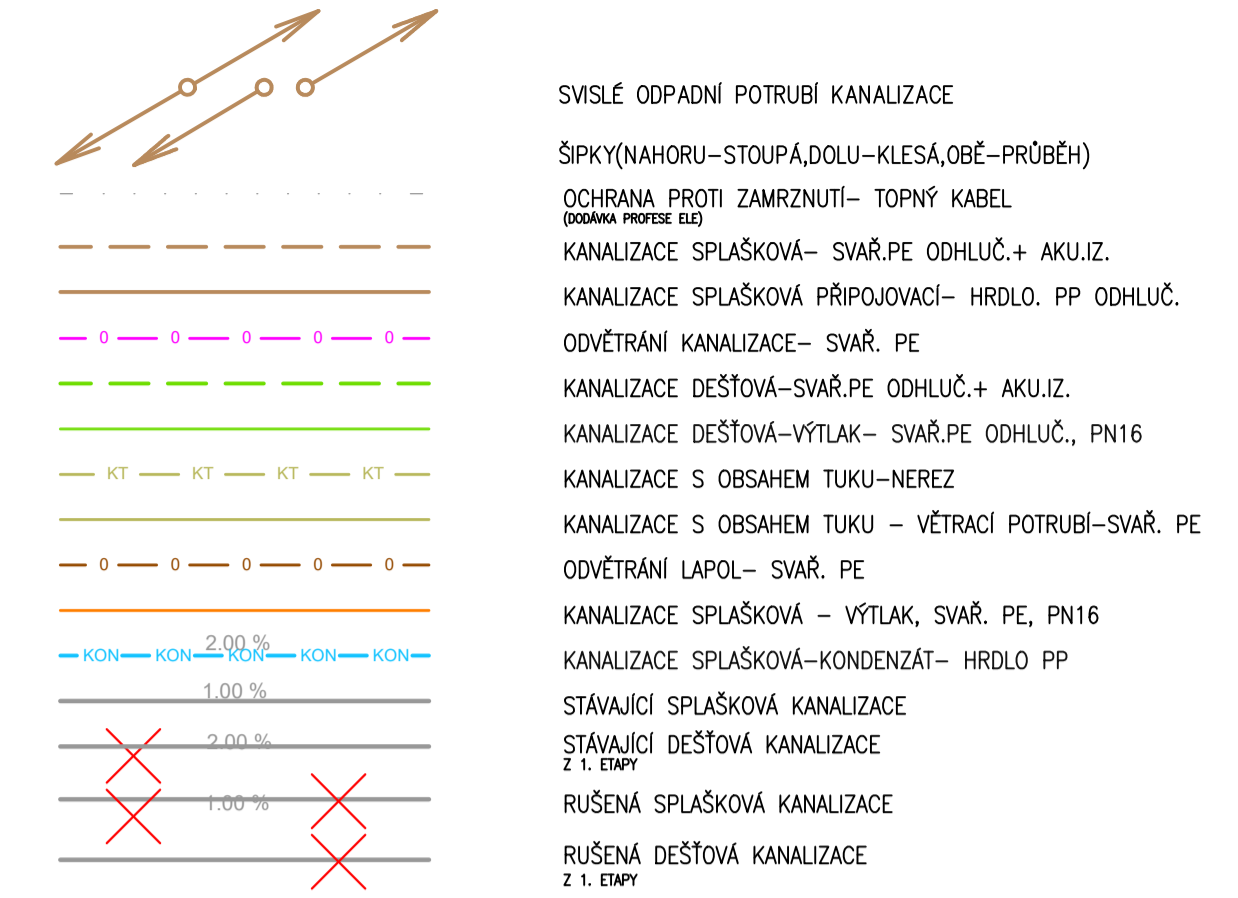 SVISLÉ ODPADNÍ POTRUBÍ KANALIZACE
ŠIPKY(NAHORU–STOUPÁ,DOLU–KLESÁ,OBĚ–PRŮBĚH)
OCHRANA PROTI ZAMRZNUTÍ– TOPNÝ KABEL
(DODÁVKA PROFESE ELE)
KANALIZACE SPLAŠKOVÁ– SVAŘ.PE ODHLUČ.+ AKU.IZ.
KANALIZACE SPLAŠKOVÁ PŘIPOJOVACÍ– HRDLO. PP ODHLUČ.
0 0 0 0 0 ODVĚTRÁNÍ KANALIZACE– SVAŘ. PE
KANALIZACE DEŠŤOVÁ–SVAŘ.PE ODHLUČ.+ AKU.IZ.
KANALIZACE DEŠŤOVÁ–VÝTLAK– SVAŘ.PE ODHLUČ., PN16
KT KT KT KT KANALIZACE S OBSAHEM TUKU–NEREZ
KANALIZACE S OBSAHEM TUKU – VĚTRACÍ POTRUBÍ–SVAŘ. PE
0 0 0 0 0 ODVĚTRÁNÍ LAPOL– SVAŘ. PE
KANALIZACE SPLAŠKOVÁ – VÝTLAK, SVAŘ. PE, PN16
2.00 %
KON KON KON KON KON KANALIZACE SPLAŠKOVÁ–KONDENZÁT– HRDLO PP
1.00 %
STÁVAJÍCÍ SPLAŠKOVÁ KANALIZACE
2.00 % STÁVAJÍCÍ DEŠŤOVÁ KANALIZACE
Z 1. ETAPY
1.00 % RUŠENÁ SPLAŠKOVÁ KANALIZACE
RUŠENÁ DEŠŤOVÁ KANALIZACE
Z 1. ETAPY